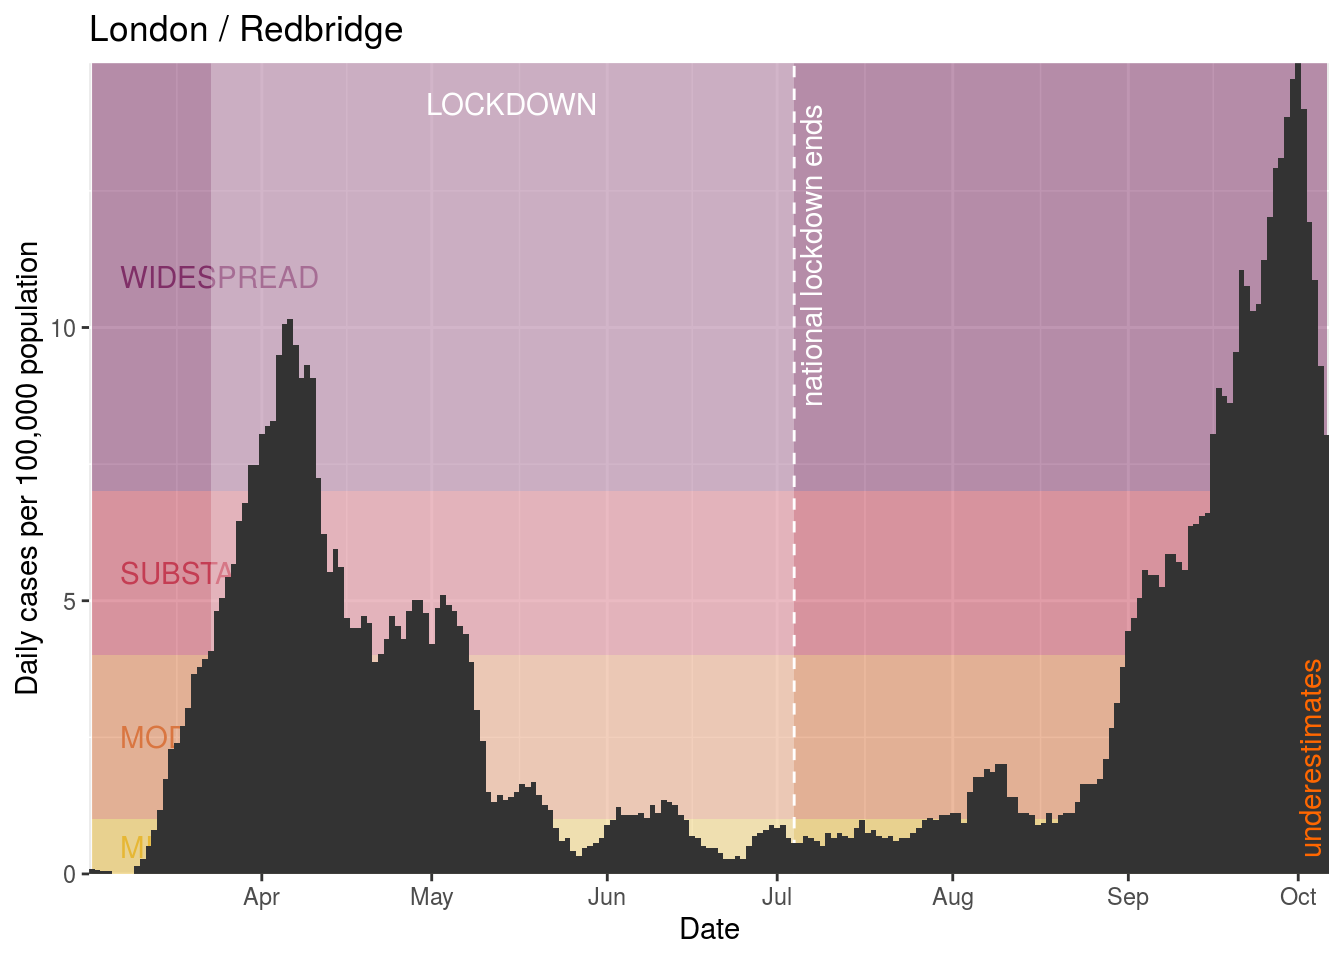 London / Redbridge
LOCKDOWN
national lockdown ends
WIDESPREAD
SUBSTA
MOD
underestimates
Daily cases per 100,000 population
10
5
0
Apr
May
Jun
Jul
Aug
Sep
Oct
Date